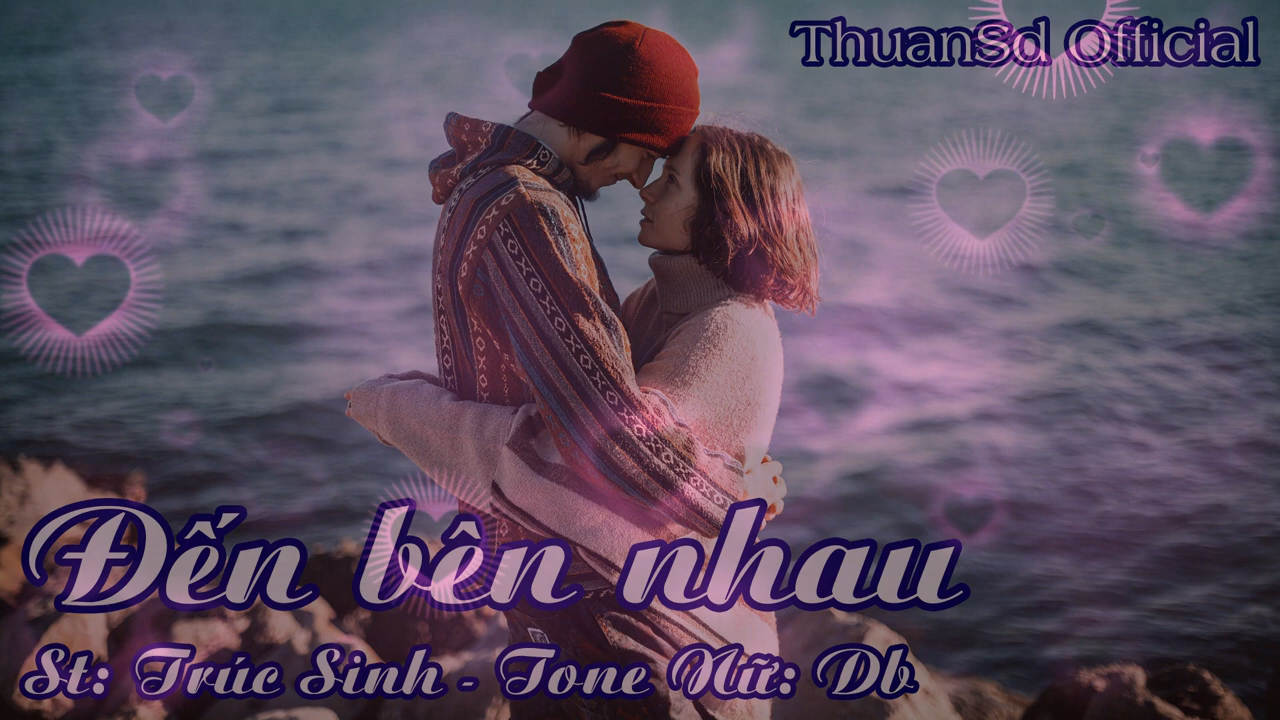 ThuanSd Official
Đến bên nhau
St: Trúc Sinh - Tone Nữ: Db